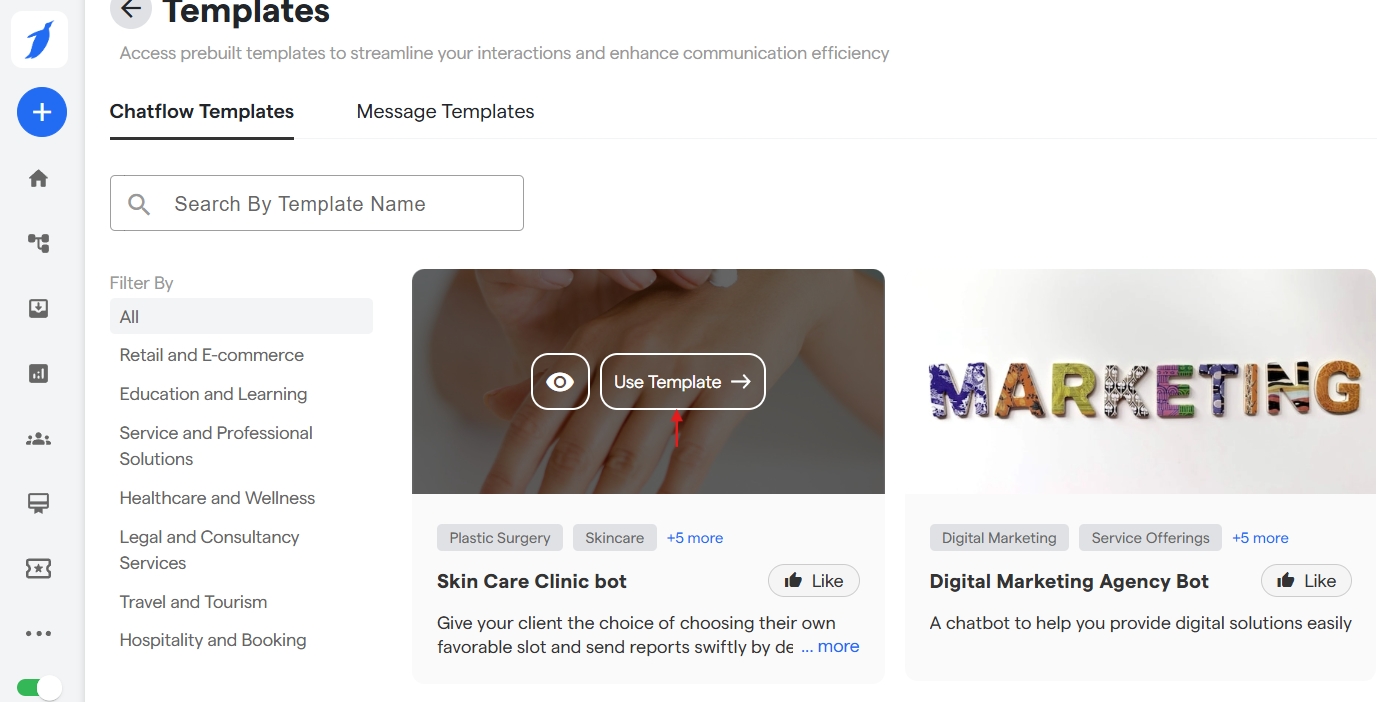 Templates
Access prebuilt templates to streamline your interactions and enhance communication efficiency
Chatflow Templates
Message Templates
Search By Template Name
Filter By
All
Retail and E-commerce
Education and Learning
Service and Professional
Solutions
Healthcare and Wellness
Legal and Consultancy
Services
Travel and Tourism
Hospitality and Booking
Use Template →
Plastic Surgery
Skincare
+5 more
Skin Care Clinic bot
Like
Give your client the choice of choosing their own
favorable slot and send reports swiftly by de ... more
MARKETING
Digital Marketing
Service Offerings
+5 more
Digital Marketing Agency Bot
Like
A chatbot to help you provide digital solutions easily